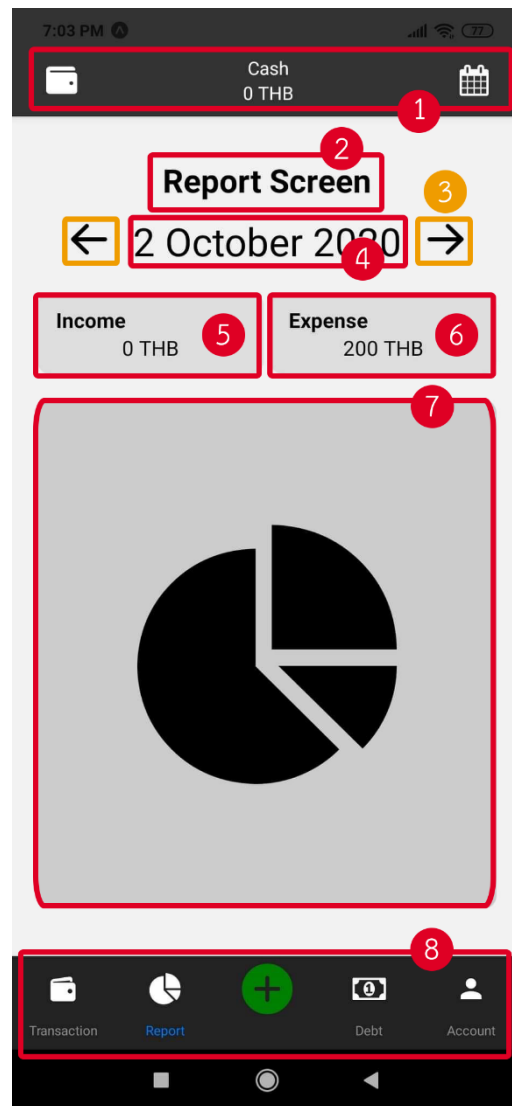 7:03 PM
77
Cash
0 THB
1
2
Report Screen
3
2 October 2020
4
Income
0 THB
5
Expense
200 THB
6
7
8
1
Transaction
Report
Debt
Account